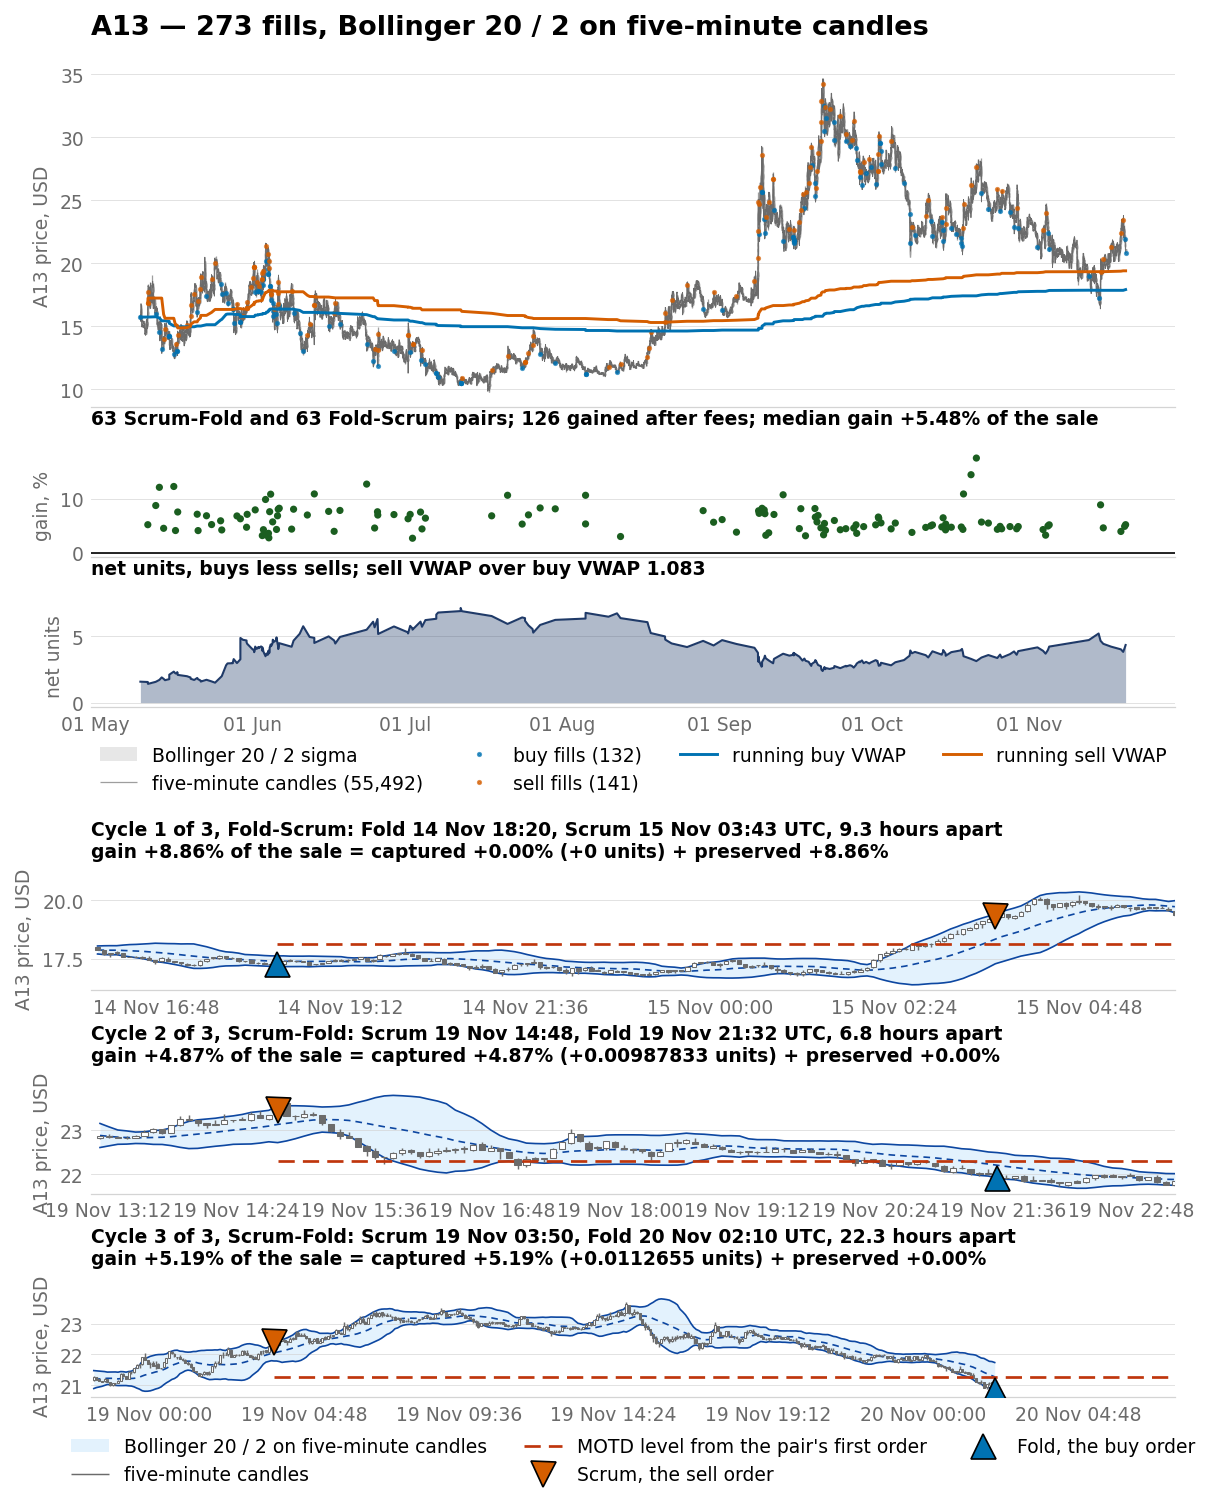 A13 — 273 fills, Bollinger 20 / 2 on five-minute candles
A13 price, USD
35
30
25
20
15
10
63 Scrum-Fold and 63 Fold-Scrum pairs; 126 gained after fees; median gain +5.48% of the sale
gain, %
10
0
net units, buys less sells; sell VWAP over buy VWAP 1.083
net units
5
0
01 May 01 Jun 01 Jul 01 Aug 01 Sep 01 Oct 01 Nov
Bollinger 20 / 2 sigma buy fills (132) running buy VWAP running sell VWAP
five-minute candles (55,492) sell fills (141)
Cycle 1 of 3, Fold-Scrum: Fold 14 Nov 18:20, Scrum 15 Nov 03:43 UTC, 9.3 hours apart
gain +8.86% of the sale = captured +0.00% (+0 units) + preserved +8.86%
A13 price, USD
20.0
17.5
14 Nov 16:48 14 Nov 19:12 14 Nov 21:36 15 Nov 00:00 15 Nov 02:24 15 Nov 04:48
Cycle 2 of 3, Scrum-Fold: Scrum 19 Nov 14:48, Fold 19 Nov 21:32 UTC, 6.8 hours apart
gain +4.87% of the sale = captured +4.87% (+0.00987833 units) + preserved +0.00%
A13 price, USD
23
22
19 Nov 13:12 19 Nov 14:24 19 Nov 15:36 19 Nov 16:48 19 Nov 18:00 19 Nov 19:12 19 Nov 20:24 19 Nov 21:36 19 Nov 22:48
Cycle 3 of 3, Scrum-Fold: Scrum 19 Nov 03:50, Fold 20 Nov 02:10 UTC, 22.3 hours apart
gain +5.19% of the sale = captured +5.19% (+0.0112655 units) + preserved +0.00%
A13 price, USD
23
22
21
19 Nov 00:00 19 Nov 04:48 19 Nov 09:36 19 Nov 14:24 19 Nov 19:12 20 Nov 00:00 20 Nov 04:48
Bollinger 20 / 2 on five-minute candles MOTD level from the pair's first order Fold, the buy order
five-minute candles Scrum, the sell order